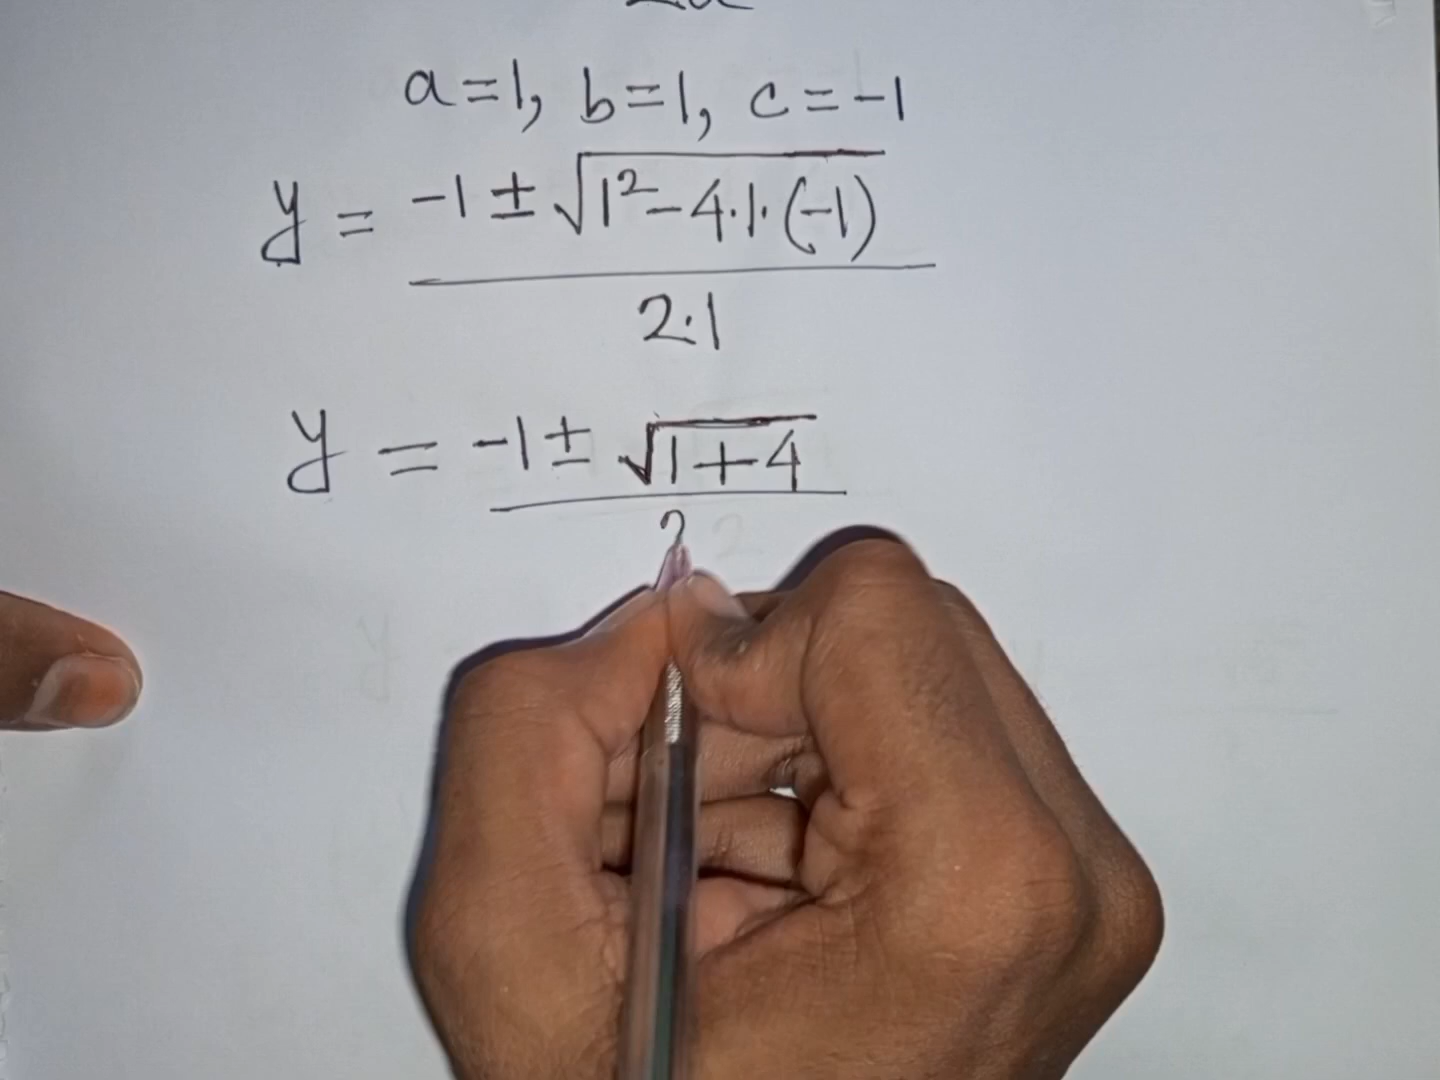 a=1, b=1, c=-1
y = -1 ± √1²-4·1·(-1)
2·1
y = -1 ± √1+4
2